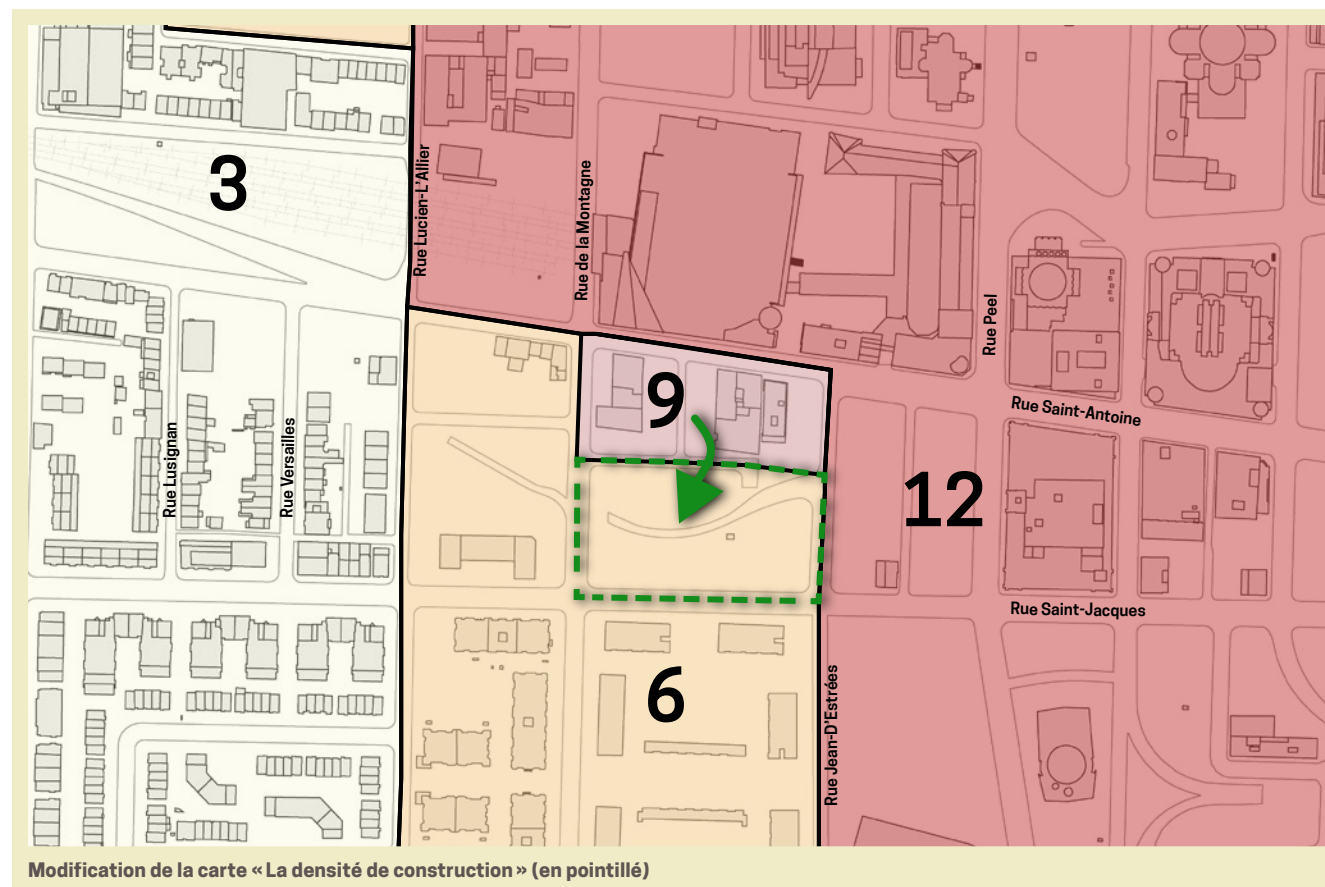 3
Rue Lucien-L'Allier
Rue de la Montagne
Rue Peel
Rue Saint-Antoine
9
Rue Lusignan
Rue Versailles
12
Rue Saint-Jacques
6
Rue Jean-D'Estrées
Modification de la carte « La densité de construction » (en pointillé)